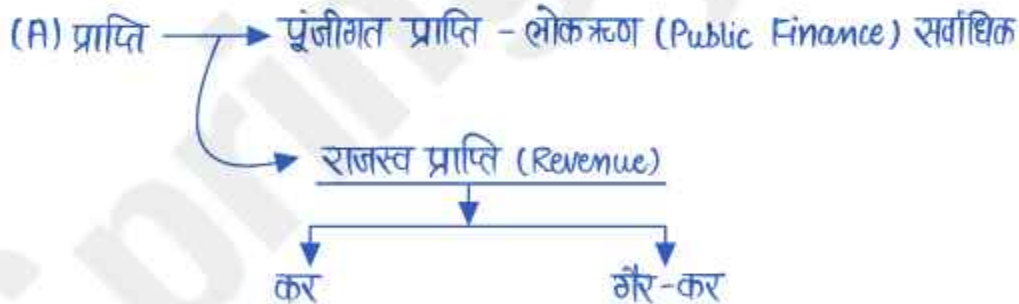 (A) प्राप्ति → पूंजीगत प्राप्ति - लोकऋण (Public Finance) सर्वाधिक
राजस्व प्राप्ति (Revenue)
कर गैर-कर